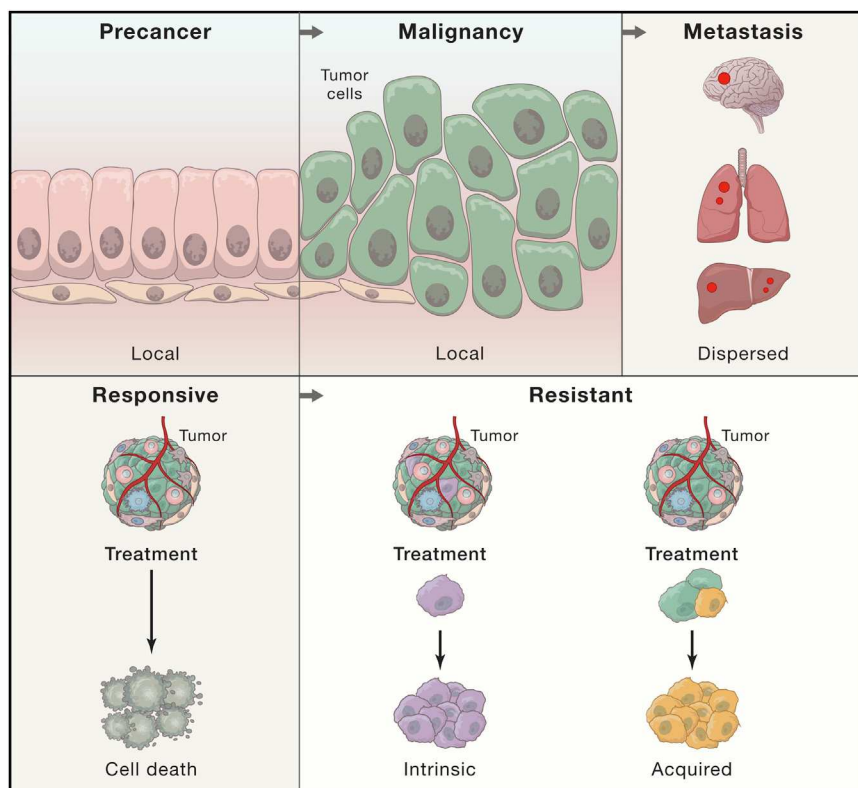 Precancer
Malignancy
Metastasis
Tumor
cells
Local
Local
Dispersed
Responsive
Resistant
Tumor
Tumor
Tumor
Treatment
Treatment
Treatment
Cell death
Intrinsic
Acquired